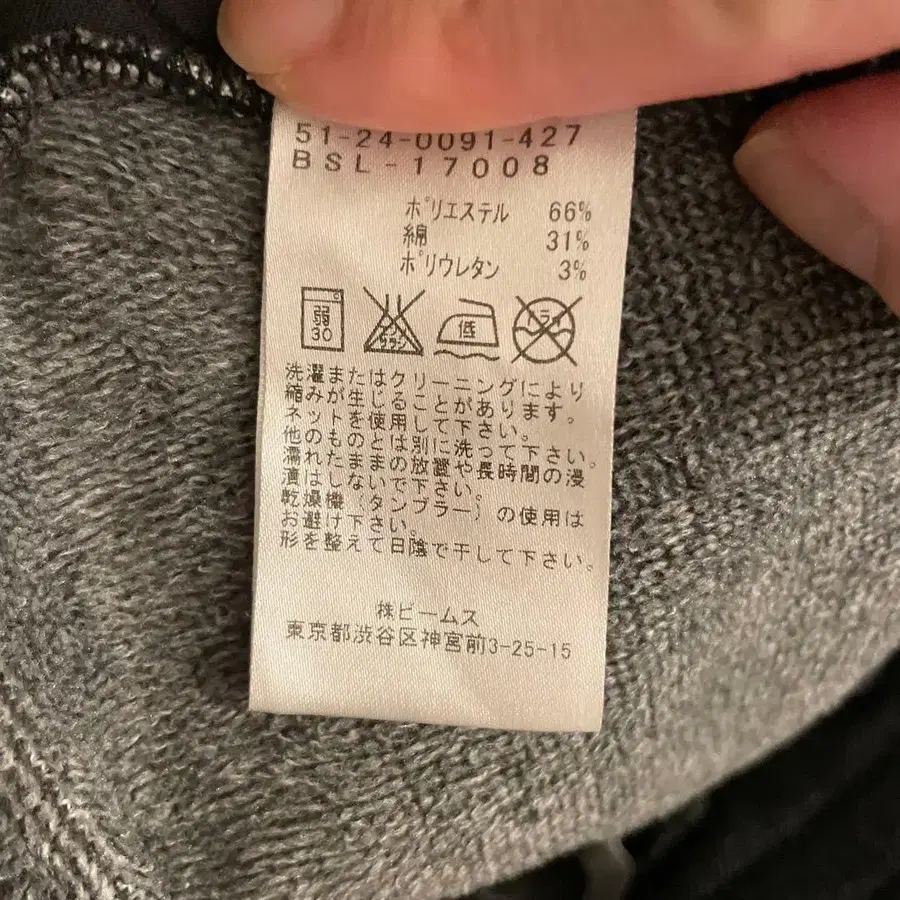 51-24-0091-427
BSL-17008
ポリエステル 66%
綿 31%
ポリウレタン 3%
弱 30
エンソ サラシ 低 ドライ
洗濯またはクリーニングにより
縮みが生じることがあります。
ネットを使用して下さい。
他のものとは別に洗って下さい。
濡れたままの放置や長時間の浸
漬はしないで下さい。
乾燥機(タンブラー)の使用は
お避け下さい。
形を整えて日陰で干して下さい。
㈱ビームス
東京都渋谷区神宮前3-25-15